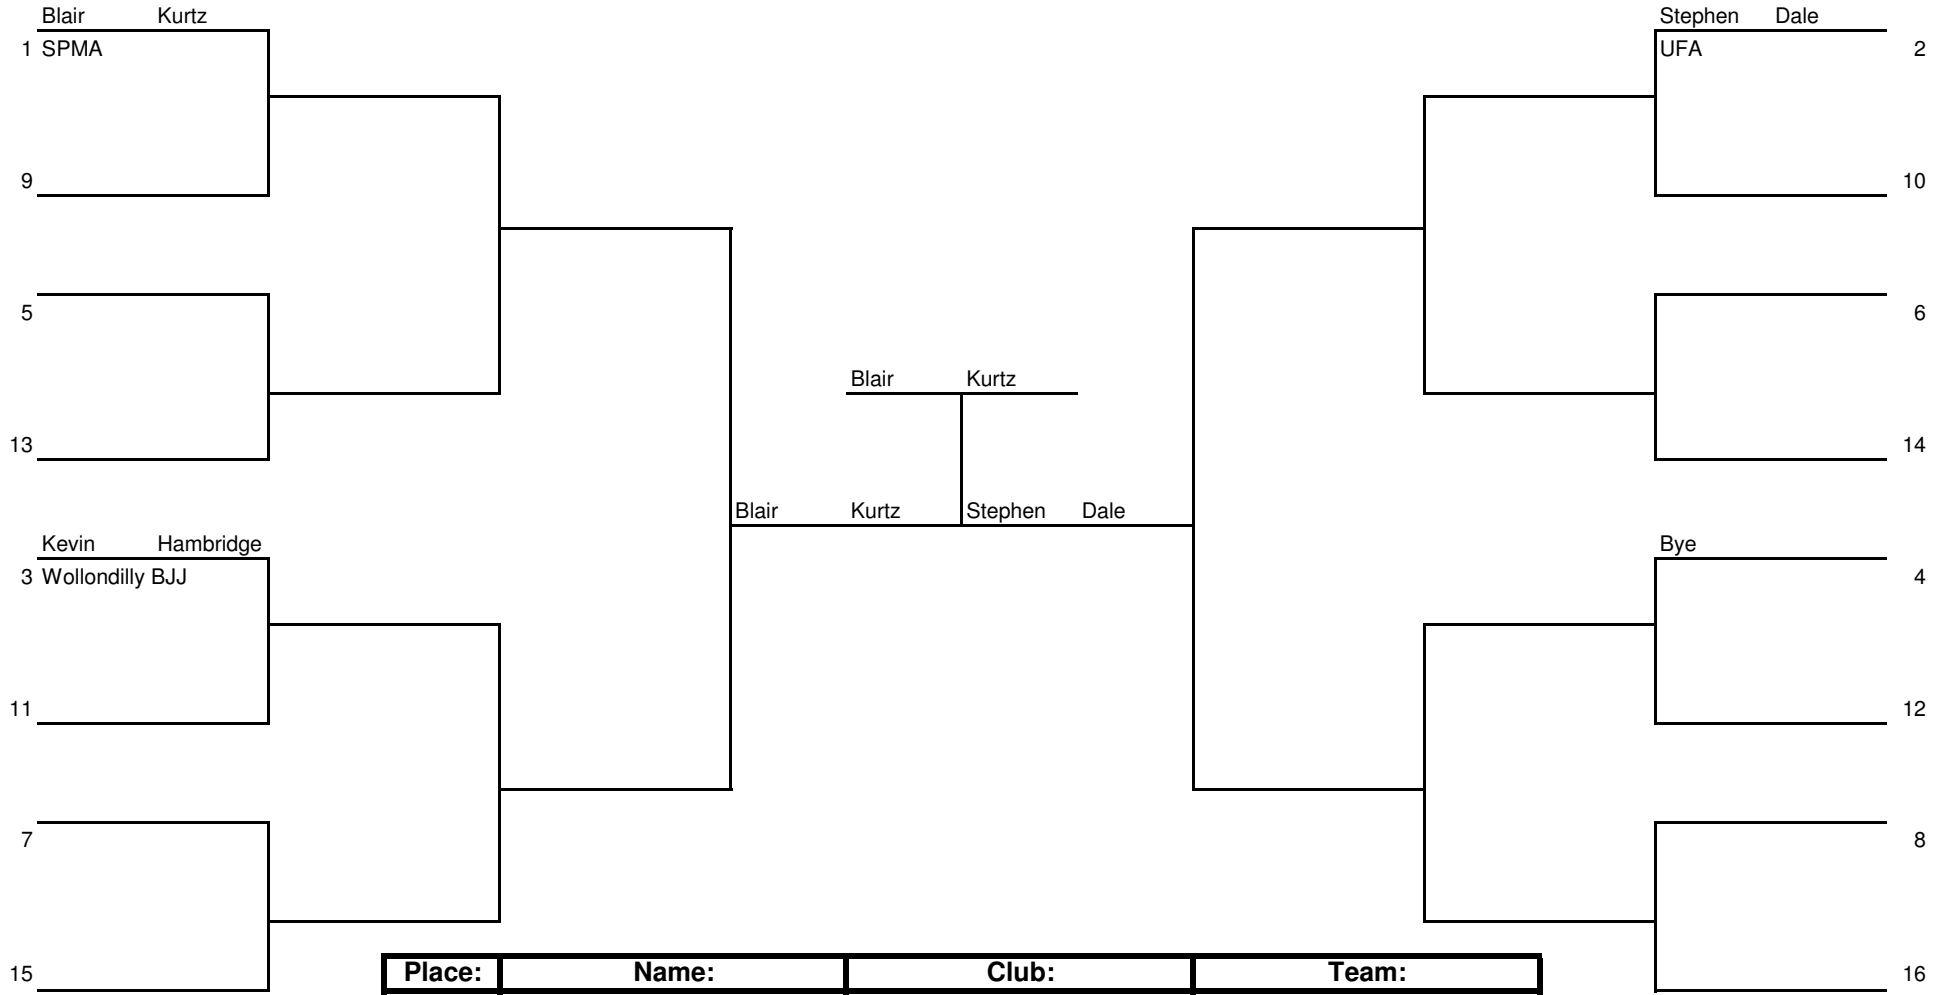 Blair Kurtz
Stephen Dale
1 SPMA
UFA 2
9
10
5
6
Blair Kurtz
13
14
Blair Kurtz Stephen Dale
Kevin Hambridge
Bye
3 Wollondilly BJJ
4
11
12
7
8
Place: Name: Club: Team:
15
16